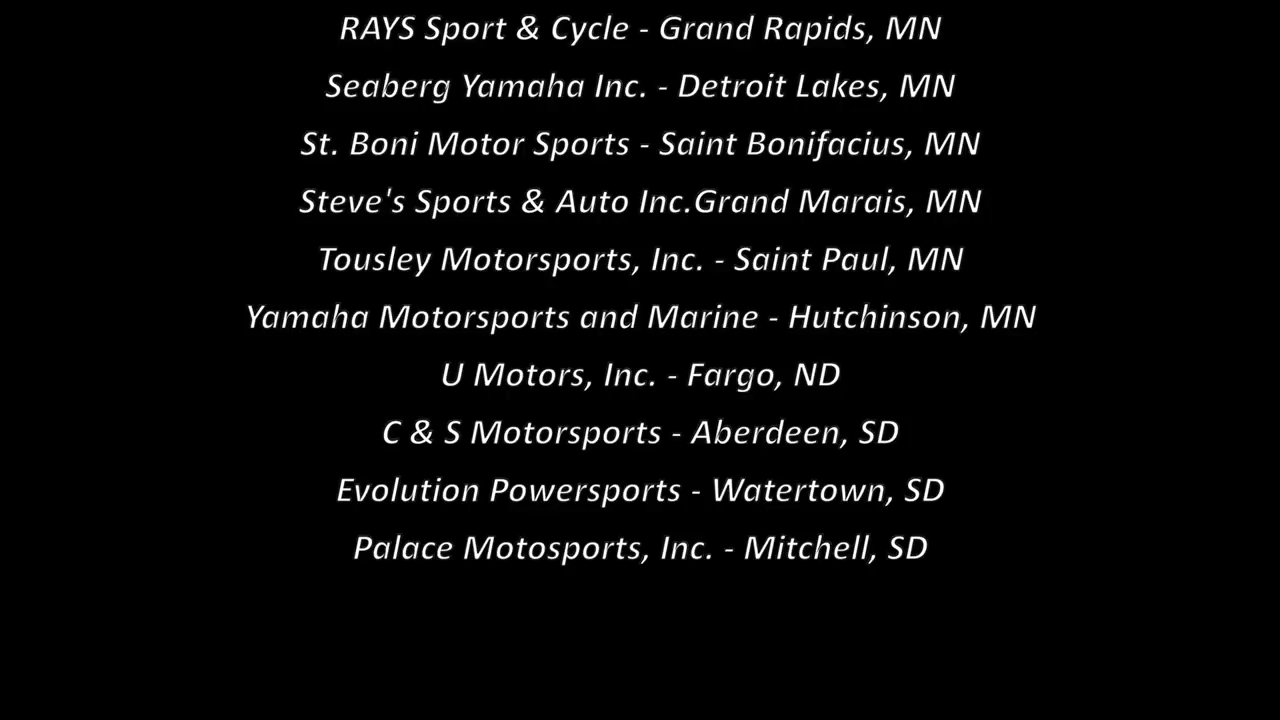 RAYS Sport & Cycle - Grand Rapids, MN
Seaberg Yamaha Inc. - Detroit Lakes, MN
St. Boni Motor Sports - Saint Bonifacius, MN
Steve's Sports & Auto Inc.Grand Marais, MN
Tousley Motorsports, Inc. - Saint Paul, MN
Yamaha Motorsports and Marine - Hutchinson, MN
U Motors, Inc. - Fargo, ND
C & S Motorsports - Aberdeen, SD
Evolution Powersports - Watertown, SD
Palace Motosports, Inc. - Mitchell, SD